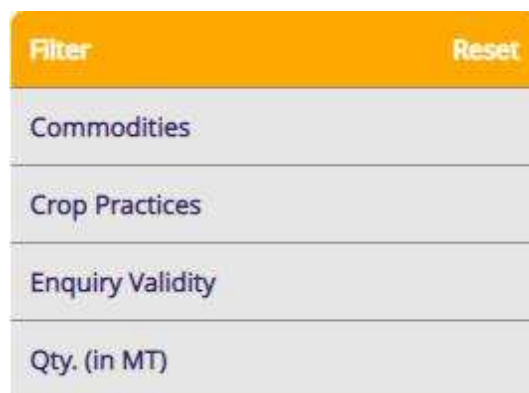 Filter Reset
Commodities
Crop Practices
Enquiry Validity
Qty. (in MT)